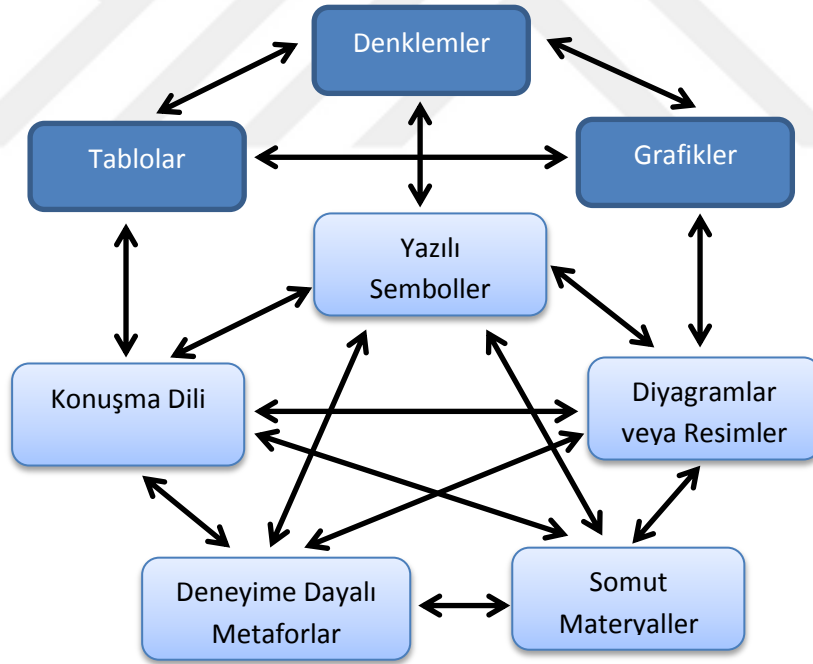 Denklemler
Tablolar
Grafikler
Yazılı
Semboller
Konuşma Dili
Diyagramlar
veya Resimler
Deneyime Dayalı
Metaforlar
Somut
Materyaller